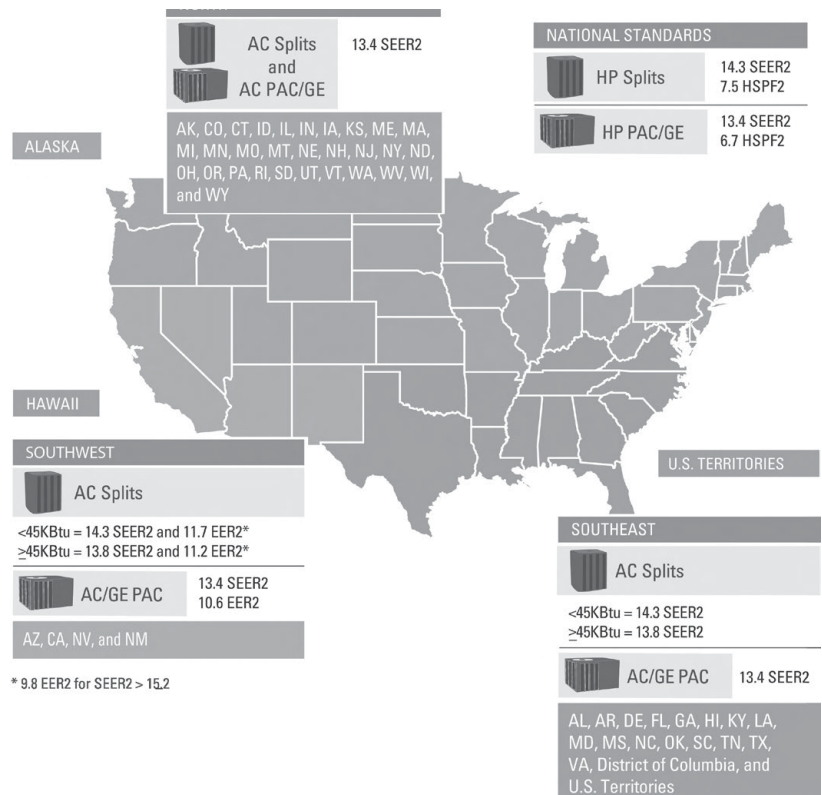 AC Splits
and
AC PAC/GE
13.4 SEER2
AK, CO, CT, ID, IL, IN, IA, KS, ME, MA,
MI, MN, MO, MT, NE, NH, NJ, NY, ND,
OH, OR, PA, RI, SD, UT, VT, WA, WV, WI,
and WY
NATIONAL STANDARDS
HP Splits
14.3 SEER2
7.5 HSPF2
HP PAC/GE
13.4 SEER2
6.7 HSPF2
ALASKA
HAWAII
SOUTHWEST
AC Splits
<45KBtu = 14.3 SEER2 and 11.7 EER2*
≥45KBtu = 13.8 SEER2 and 11.2 EER2*
AC/GE PAC
13.4 SEER2
10.6 EER2
AZ, CA, NV, and NM
* 9.8 EER2 for SEER2 > 15.2
U.S. TERRITORIES
SOUTHEAST
AC Splits
<45KBtu = 14.3 SEER2
≥45KBtu = 13.8 SEER2
AC/GE PAC
13.4 SEER2
AL, AR, DE, FL, GA, HI, KY, LA,
MD, MS, NC, OK, SC, TN, TX,
VA, District of Columbia, and
U.S. Territories